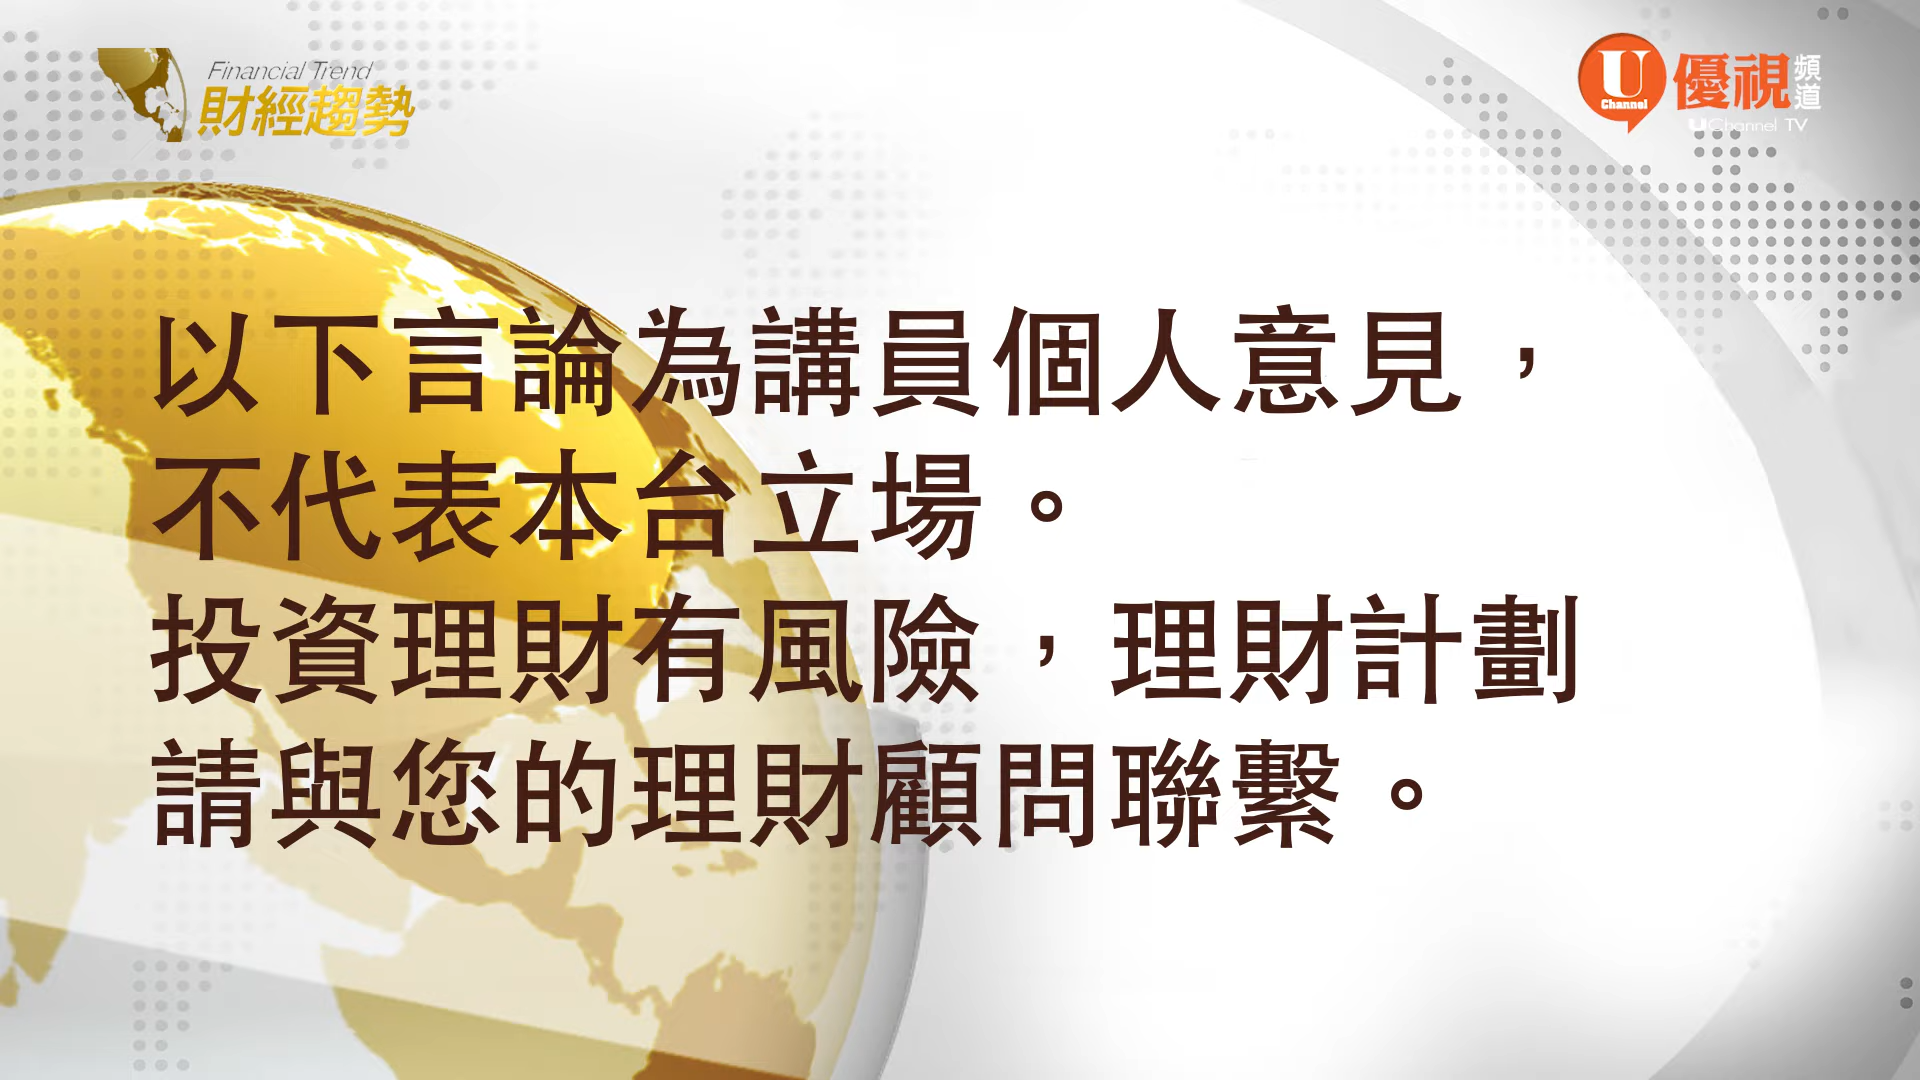 Financial Trend
財經趨勢
U
Channel
優視
頻道
UChannel TV
以下言論為講員個人意見，
不代表本台立場。
投資理財有風險，理財計劃
請與您的理財顧問聯繫。